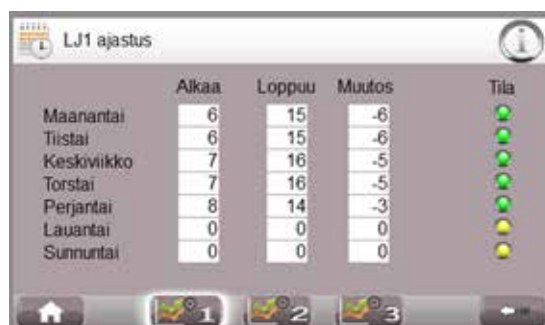 LJ1 ajastus
Alkaa Loppuu Muutos Tila
Maanantai 6 15 -6
Tiistai 6 15 -6
Keskiviikko 7 16 -5
Torstai 7 16 -5
Perjantai 8 14 -3
Lauantai 0 0 0
Sunnuntai 0 0 0
1 2 3